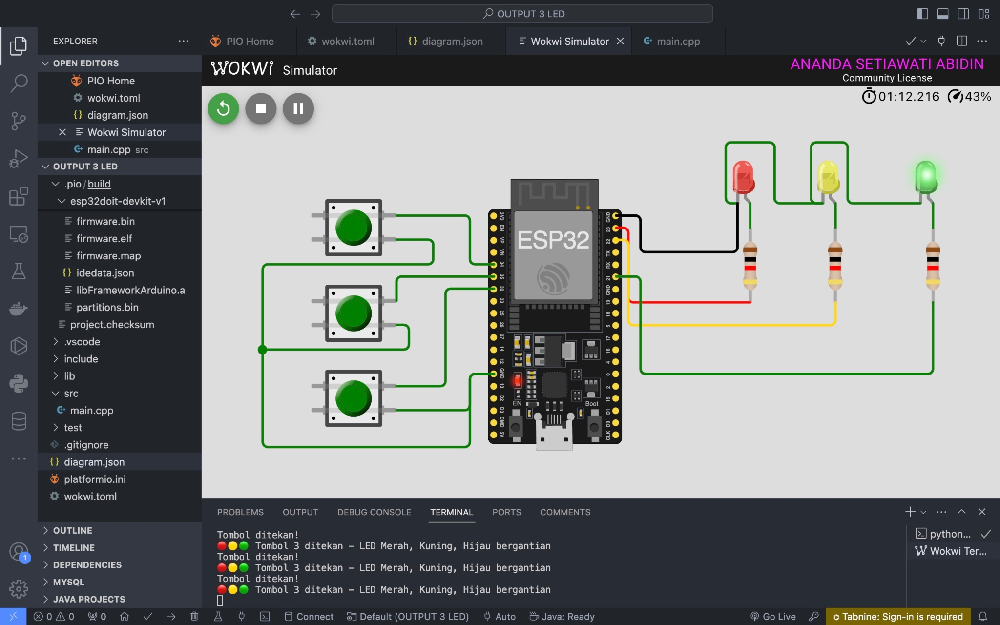 OUTPUT 3 LED
EXPLORER
PIO Home
wokwi.toml
diagram.json
Wokwi Simulator
main.cpp
OPEN EDITORS
PIO Home
wokwi.toml
diagram.json
Wokwi Simulator
main.cpp src
OUTPUT 3 LED
.pio/build
esp32doit-devkit-v1
firmware.bin
firmware.elf
firmware.map
idedata.json
libFrameworkArduino.a
partitions.bin
project.checksum
.vscode
include
lib
src
main.cpp
test
.gitignore
diagram.json
platformio.ini
wokwi.toml
OUTLINE
TIMELINE
DEPENDENCIES
MYSQL
JAVA PROJECTS
1
WOKWi Simulator
ANANDA SETIAWATI ABIDIN
Community License
01:12.216 43%
ESP32
3V3
EN
VP
VN
34
35
32
33
25
26
27
14
12
GND
13
D2
D3
CMD
5V
GND
23
22
TX
RX
21
GND
19
18
5
17
16
4
0
2
15
D1
D0
CLK
EN
Boot
PROBLEMS OUTPUT DEBUG CONSOLE TERMINAL PORTS COMMENTS
Tombol ditekan!
🔴🟡🟢 Tombol 3 ditekan – LED Merah, Kuning, Hijau bergantian
Tombol ditekan!
🔴🟡🟢 Tombol 3 ditekan – LED Merah, Kuning, Hijau bergantian
Tombol ditekan!
🔴🟡🟢 Tombol 3 ditekan – LED Merah, Kuning, Hijau bergantian
python...
Wokwi Ter...
0 0 0 Connect Default (OUTPUT 3 LED) Auto Java: Ready Go Live Tabnine: Sign-in is required